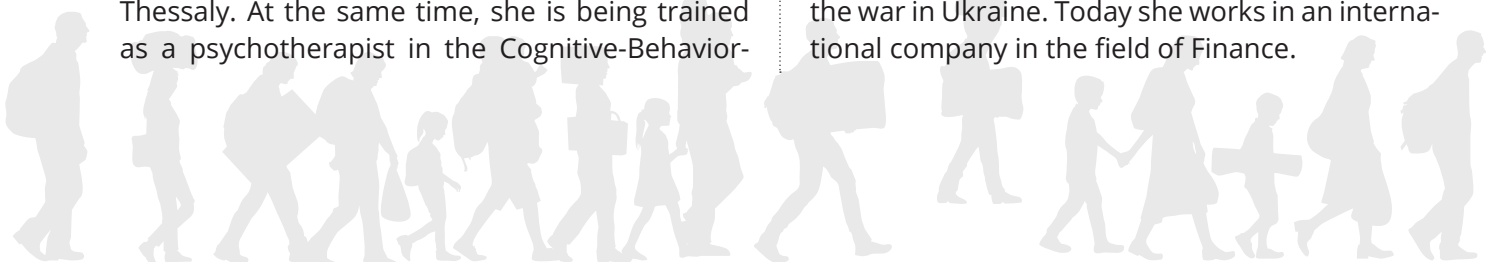 Thessaly. At the same time, she is being trained
as a psychotherapist in the Cognitive-Behavior-
the war in Ukraine. Today she works in an interna-
tional company in the field of Finance.